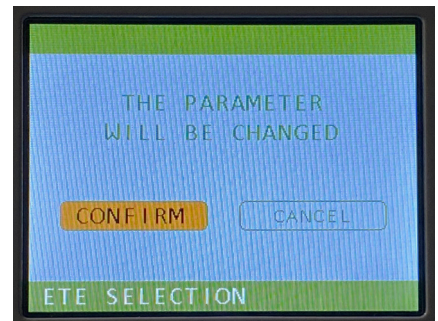 THE PARAMETER
WILL BE CHANGED
CONFIRM
CANCEL
ETE SELECTION